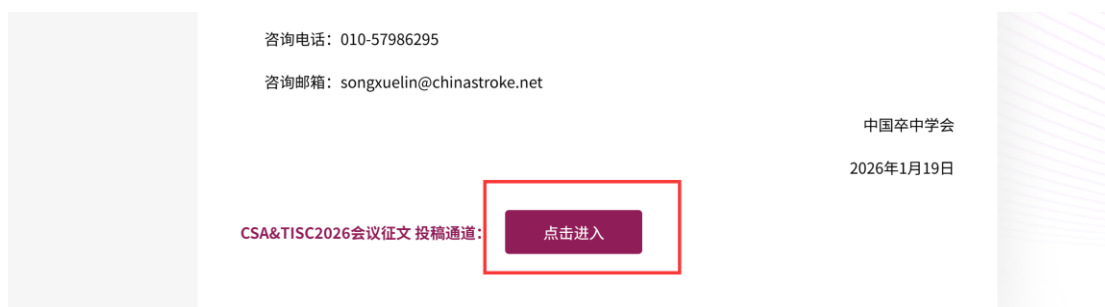 咨询电话：010-57986295
咨询邮箱：songxuelin@chinastroke.net
中国卒中学会
2026年1月19日
CSA&TISC2026会议征文 投稿通道： 点击进入